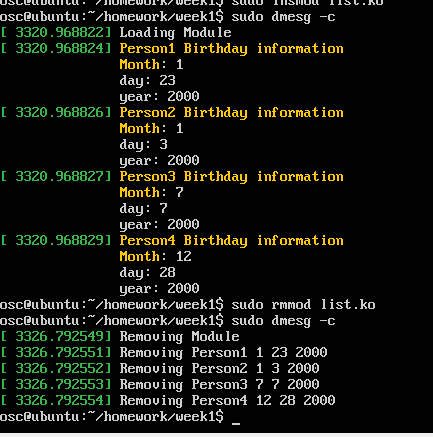 osc@ubuntu:~/homework/week1$ sudo insmod list.ko
osc@ubuntu:~/homework/week1$ sudo dmesg -c
[ 3320.968822] Loading Module
[ 3320.968824] Person1 Birthday information
Month: 1
day: 23
year: 2000
[ 3320.968826] Person2 Birthday information
Month: 1
day: 3
year: 2000
[ 3320.968827] Person3 Birthday information
Month: 7
day: 7
year: 2000
[ 3320.968829] Person4 Birthday information
Month: 12
day: 28
year: 2000
osc@ubuntu:~/homework/week1$ sudo rmmod list.ko
osc@ubuntu:~/homework/week1$ sudo dmesg -c
[ 3326.792549] Removing Module
[ 3326.792551] Removing Person1 1 23 2000
[ 3326.792552] Removing Person2 1 3 2000
[ 3326.792553] Removing Person3 7 7 2000
[ 3326.792554] Removing Person4 12 28 2000
osc@ubuntu:~/homework/week1$ _